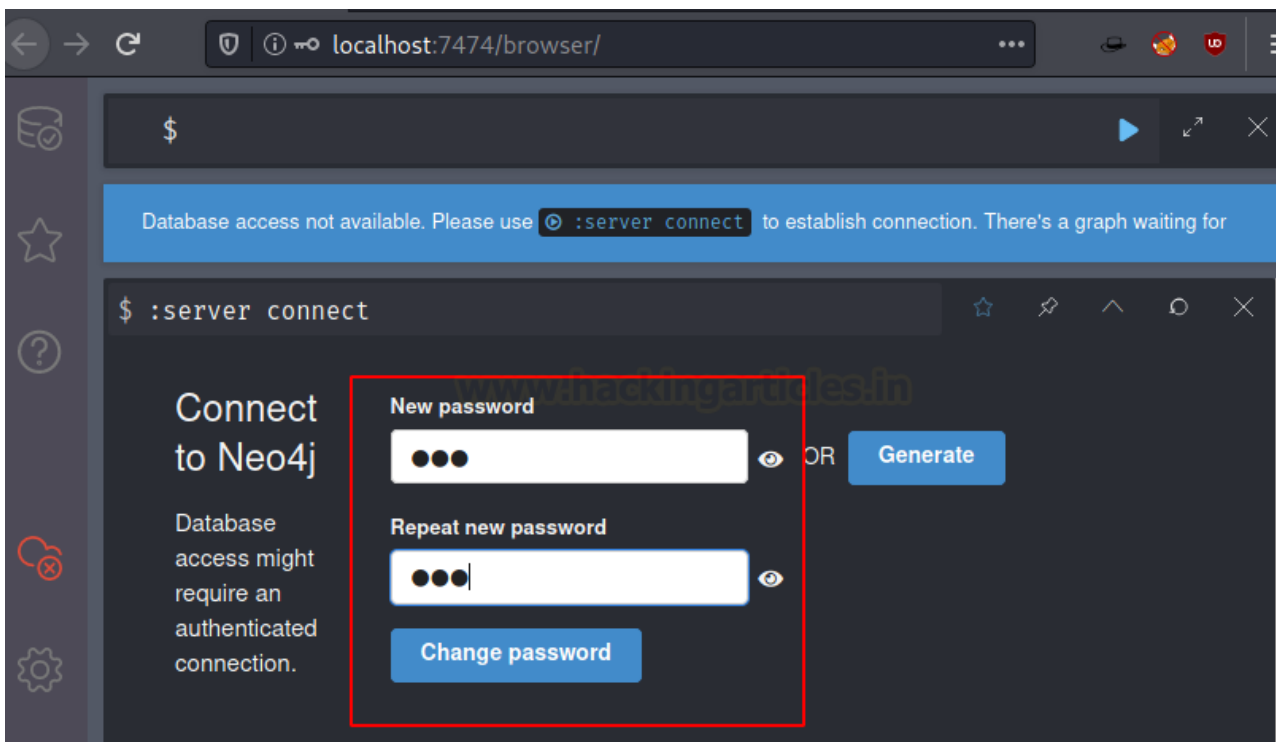 localhost:7474/browser/
$
Database access not available. Please use :server connect to establish connection. There's a graph waiting for
$ :server connect
www.hackingarticles.in
Connect
to Neo4j
Database
access might
require an
authenticated
connection.
New password
●●●
OR Generate
Repeat new password
●●●
Change password